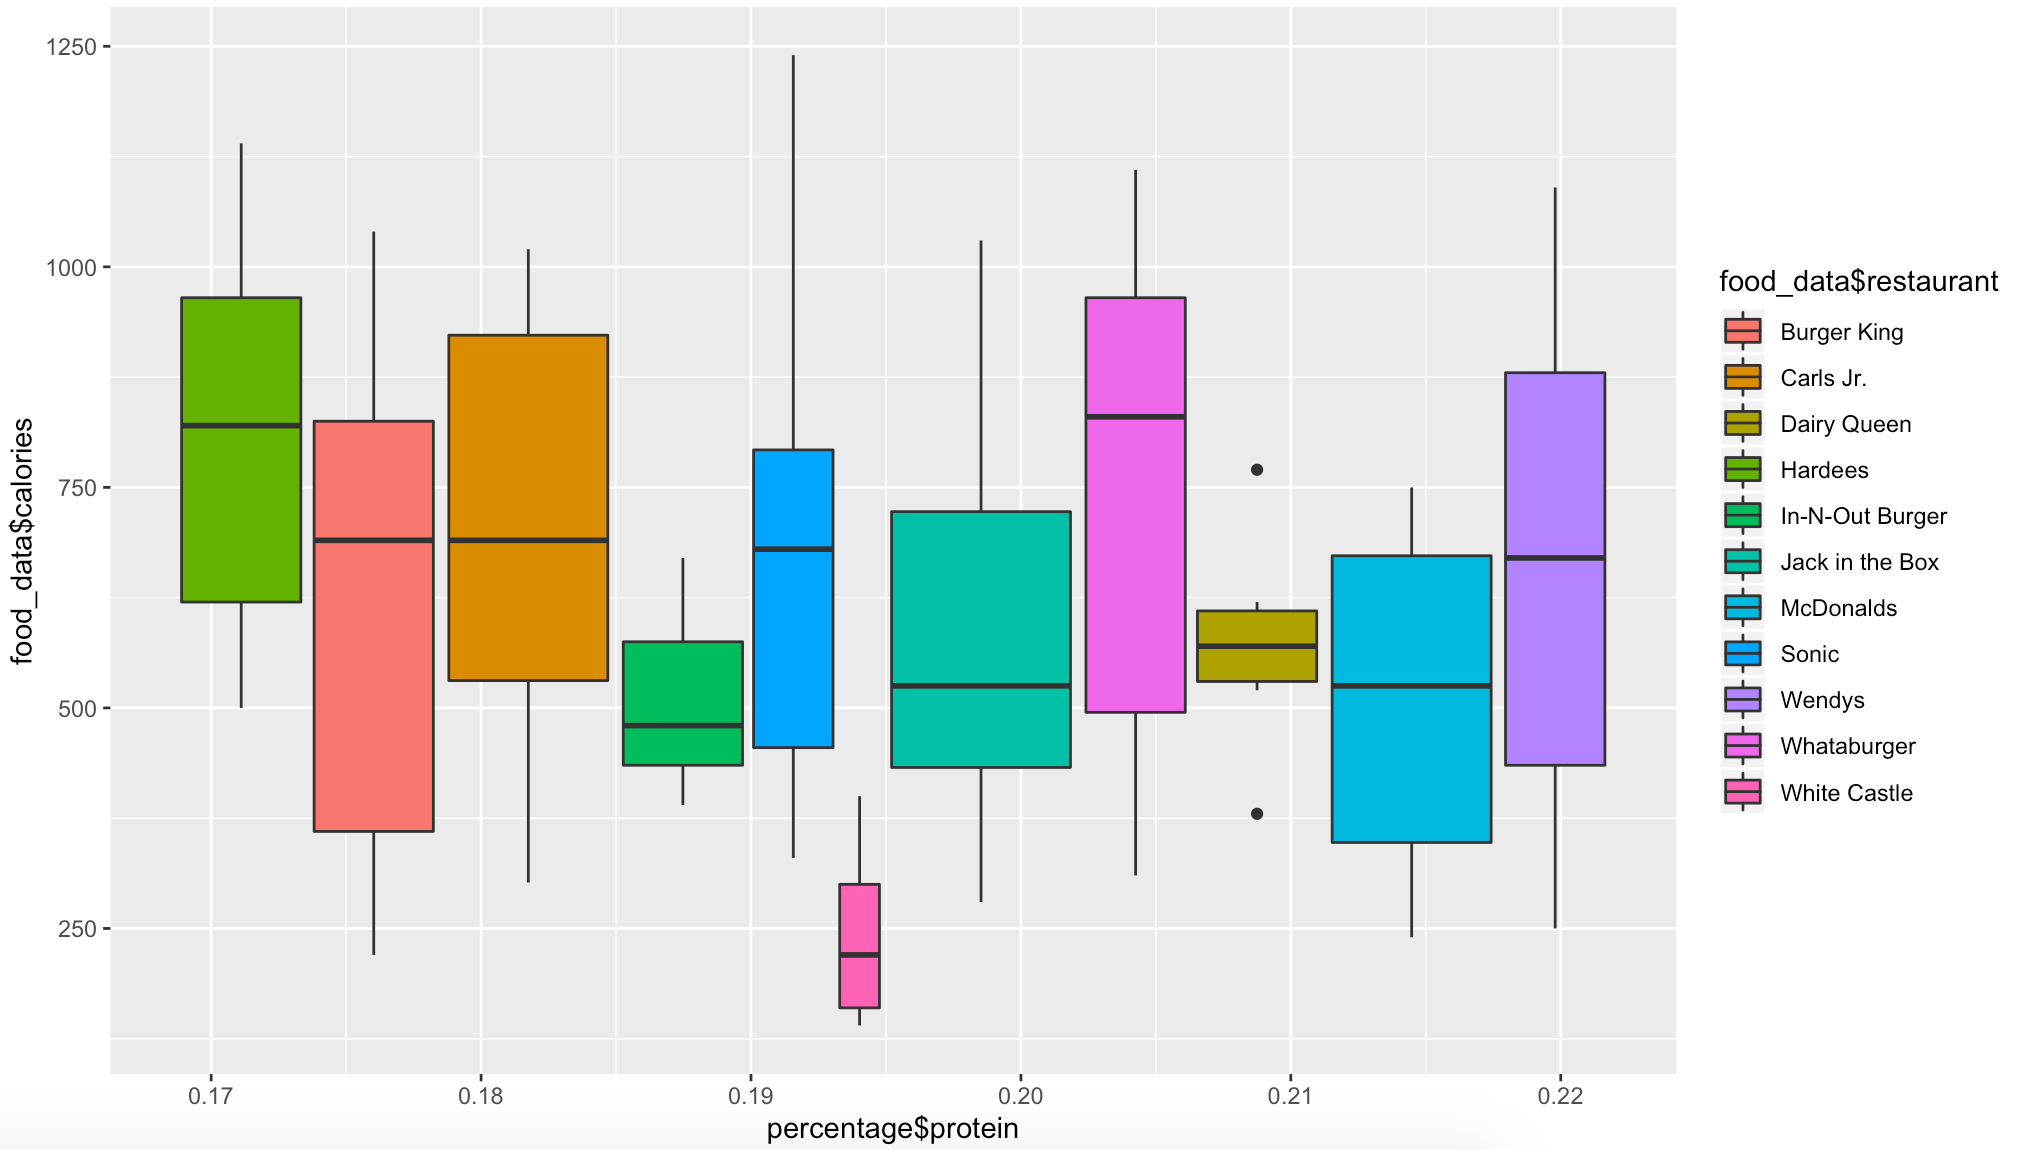 1250
1000
750
500
250
food_data$calories
0.17 0.18 0.19 0.20 0.21 0.22
percentage$protein
food_data$restaurant
Burger King
Carls Jr.
Dairy Queen
Hardees
In-N-Out Burger
Jack in the Box
McDonalds
Sonic
Wendys
Whataburger
White Castle